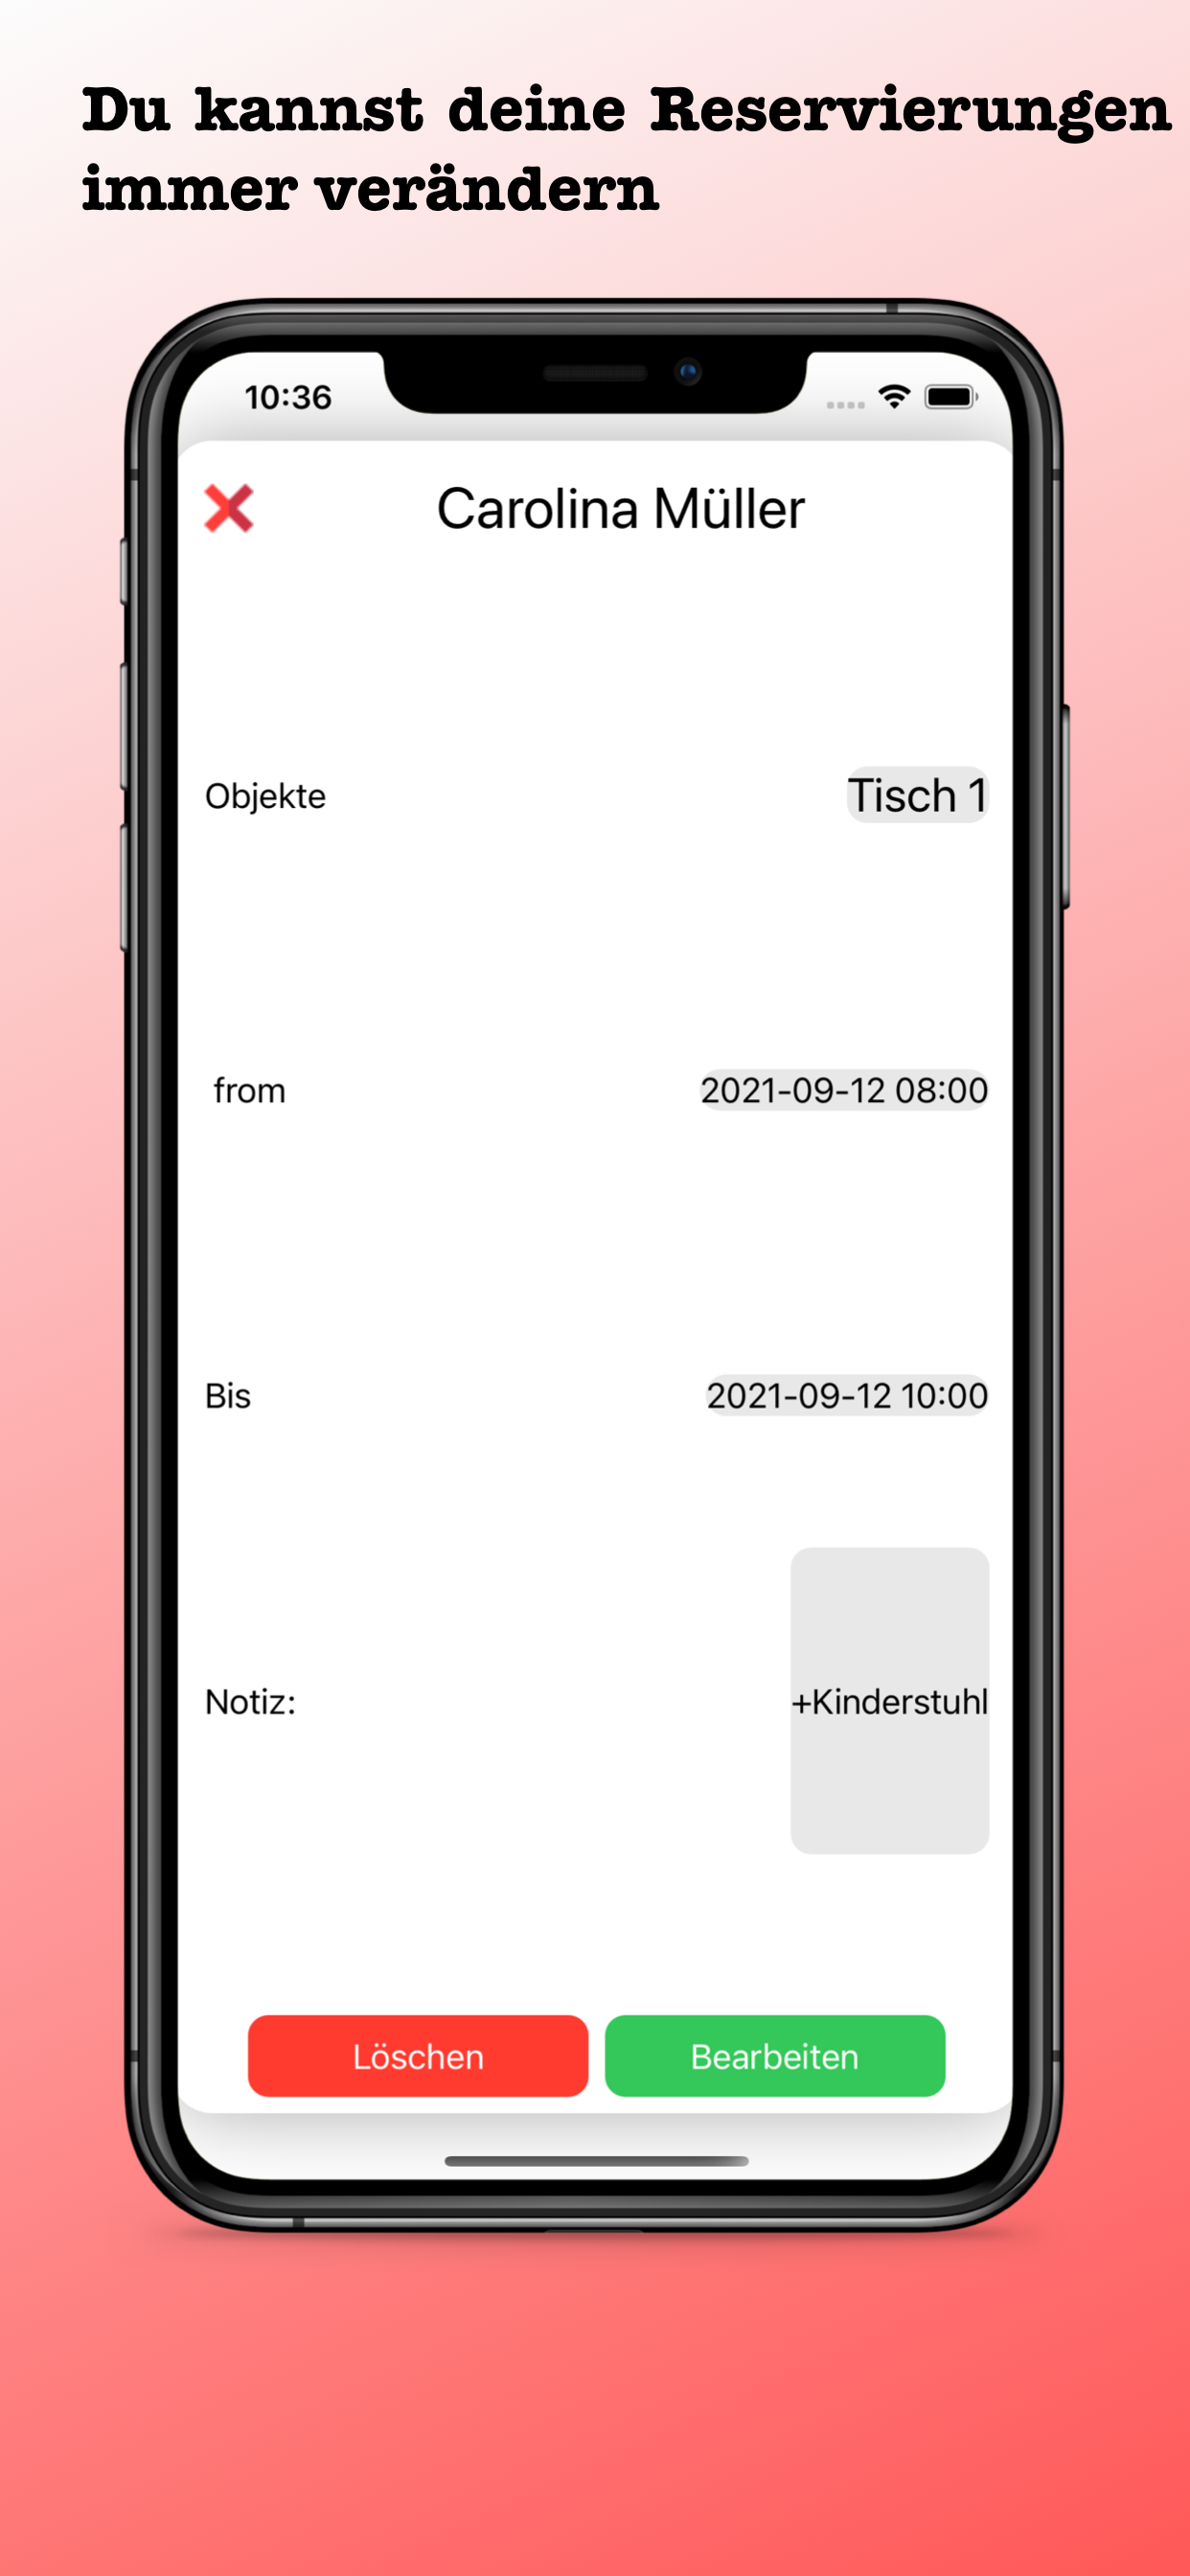 Du kannst deine Reservierungen
immer verändern
10:36
Carolina Müller
Objekte Tisch 1
from 2021-09-12 08:00
Bis 2021-09-12 10:00
Notiz: +Kinderstuhl
Löschen Bearbeiten